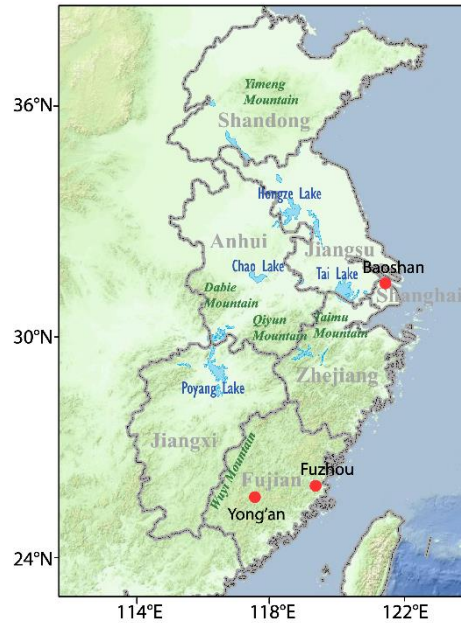 Yimeng
Mountain
36°N
Shandong
Hongze Lake
Anhui
Jiangsu
Chao Lake
Tai Lake
Baoshan
Shanghai
Dabie
Mountain
Qiyun
Mountain
Taimu
Mountain
30°N
Zhejiang
Poyang Lake
Jiangxi
Wuyi Mountain
Fujian
Fuzhou
Yong'an
24°N
114°E
118°E
122°E